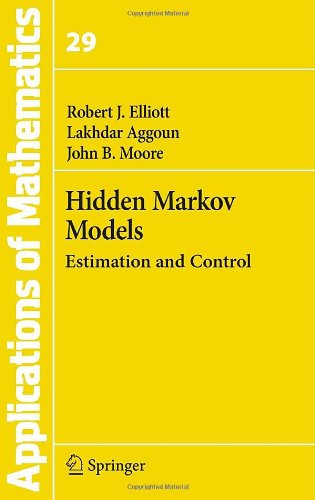 Applications of Mathematics
29
Robert J. Elliott
Lakhdar Aggoun
John B. Moore
Hidden Markov
Models
Estimation and Control
Springer